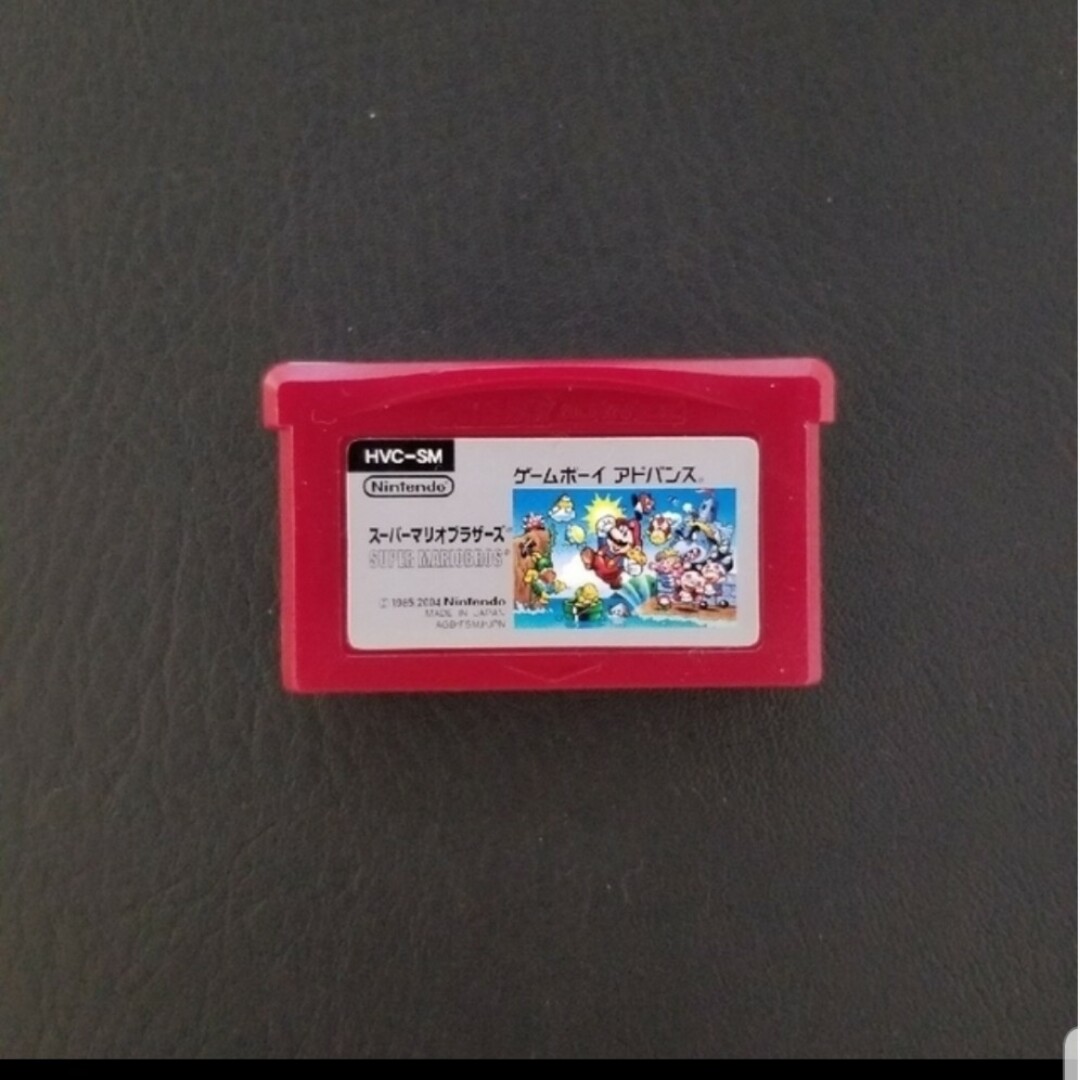 HVC-SM
Nintendo®
ゲームボーイ アドバンス®
スーパーマリオブラザーズ®
SUPER MARIO BROS®
© 1985,2004 Nintendo
MADE IN JAPAN